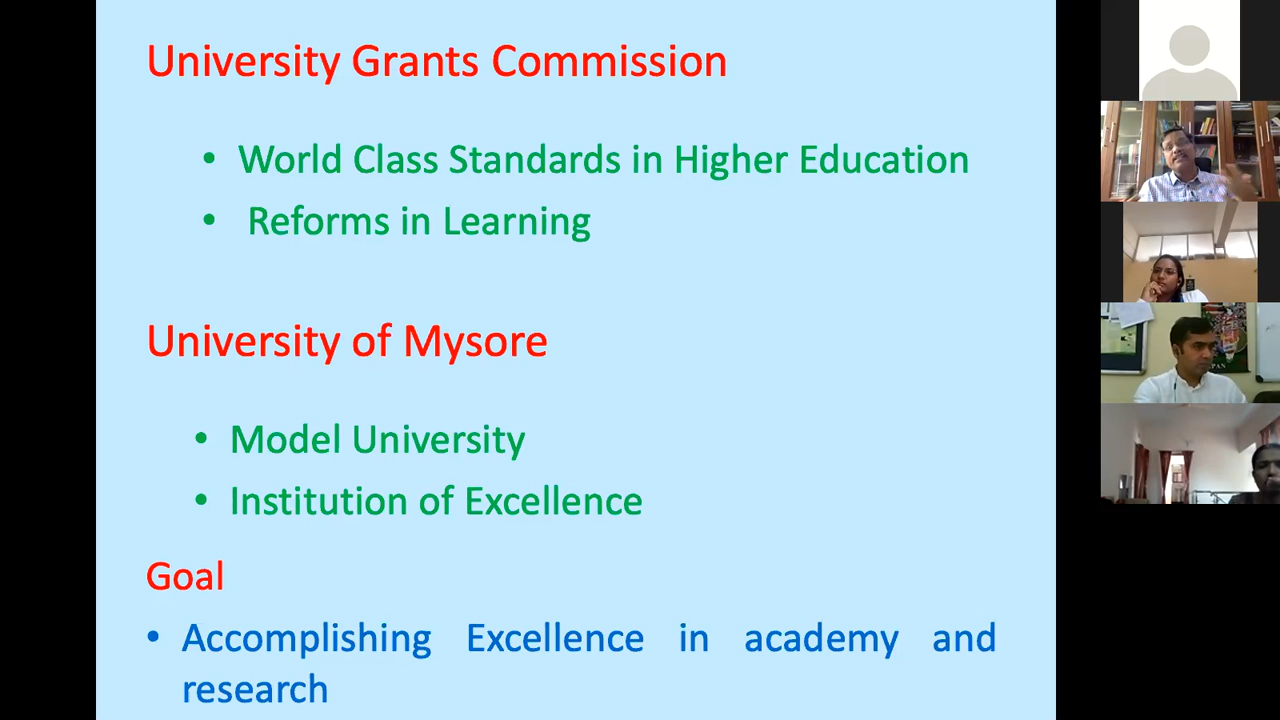 University Grants Commission
• World Class Standards in Higher Education
• Reforms in Learning
University of Mysore
• Model University
• Institution of Excellence
Goal
• Accomplishing Excellence in academy and
research